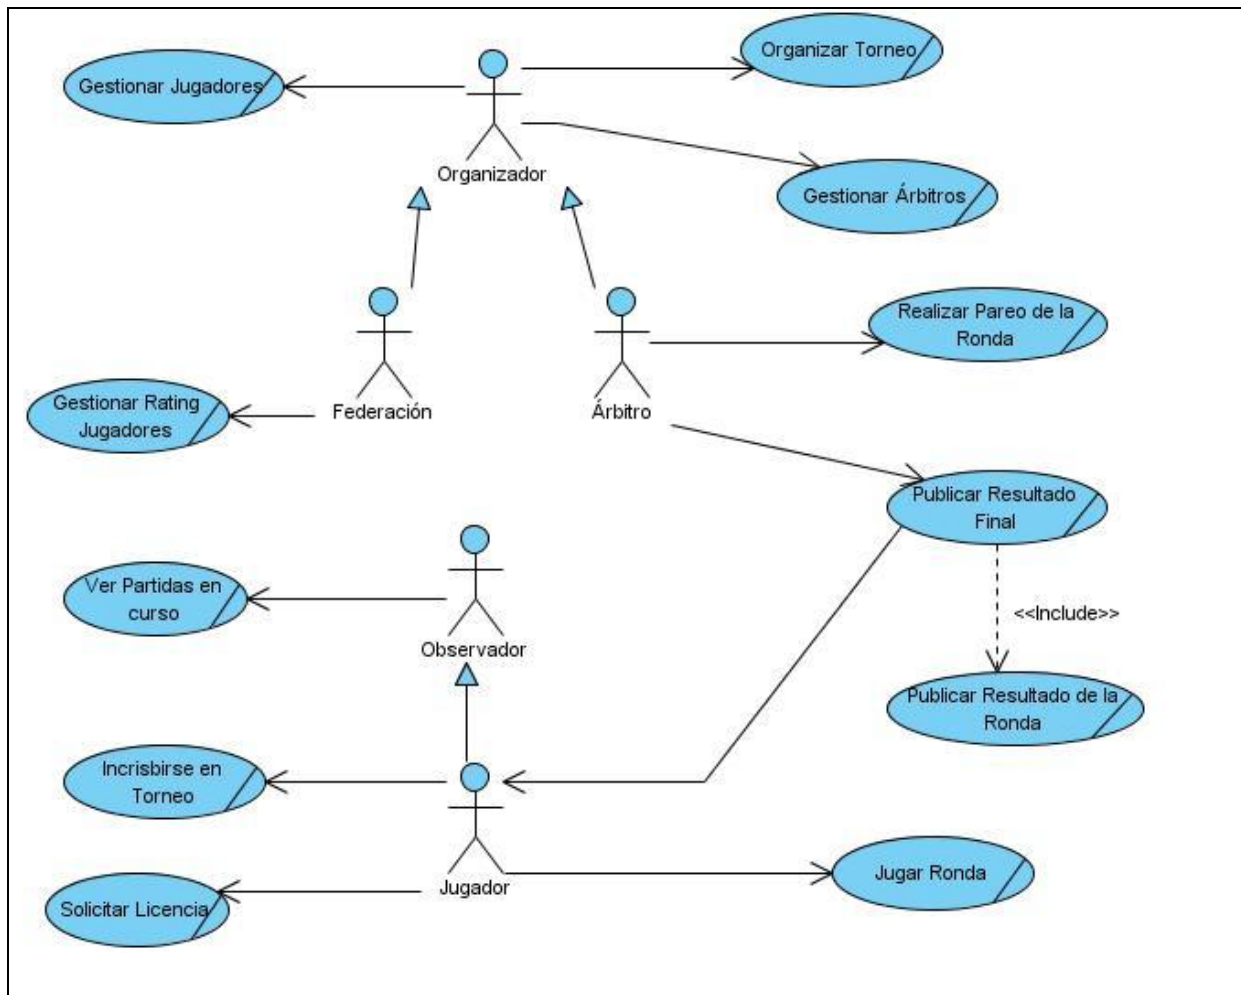 Organizar Torneo
Gestionar Jugadores
Organizador
Gestionar Árbitros
Realizar Pareo de la
Ronda
Gestionar Rating
Jugadores
Federación
Árbitro
Publicar Resultado
Final
Ver Partidas en
curso
<<Include>>
Observador
Publicar Resultado de la
Ronda
Incrisbirse en
Torneo
Jugar Ronda
Jugador
Solicitar Licencia